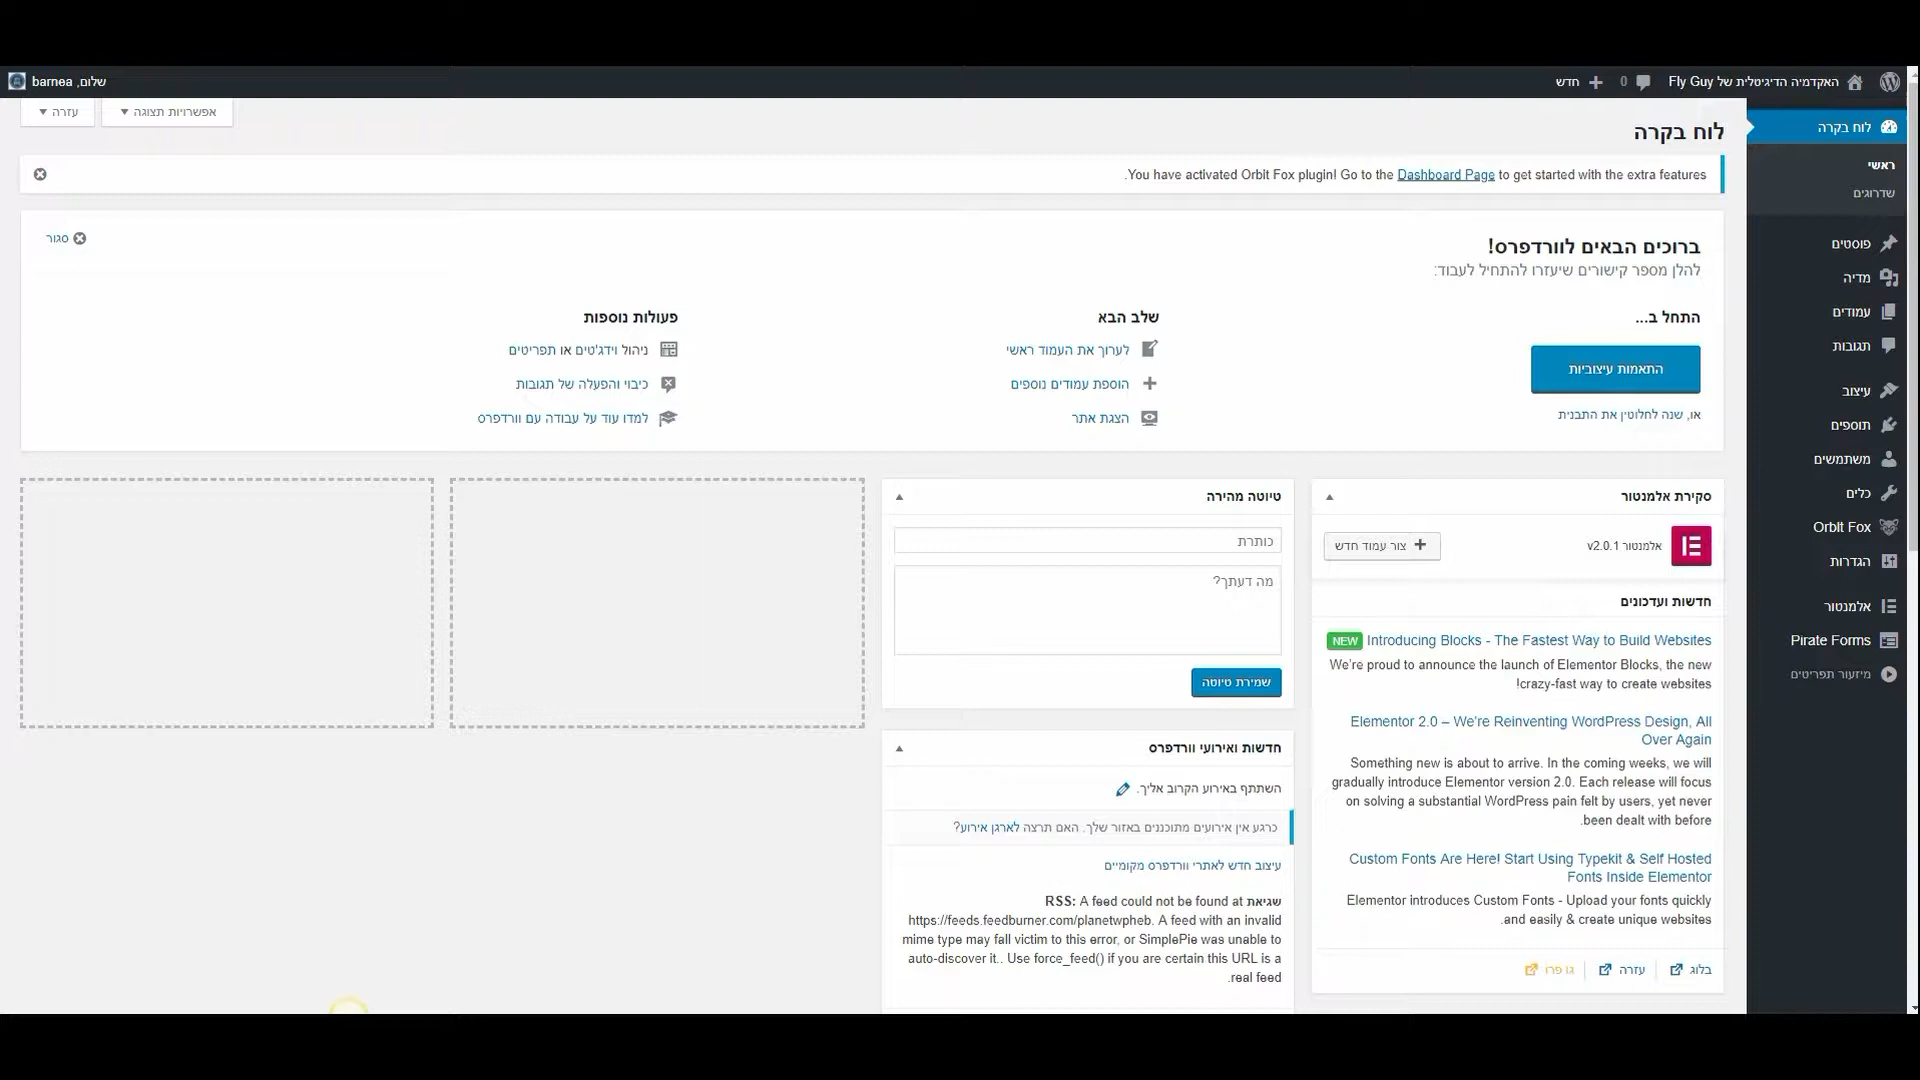 האקדמיה הדיגיטלית של Fly Guy
0
חדש
שלום, barnea
לוח בקרה
ראשי
שדרוגים
פוסטים
מדיה
עמודים
תגובות
עיצוב
תוספים
משתמשים
כלים
Orbit Fox
הגדרות
אלמנטור
Pirate Forms
מיזעור תפריטים
אפשרויות תצוגה
עזרה
לוח בקרה
You have activated Orbit Fox plugin! Go to the Dashboard Page to get started with the extra features.
סגור
ברוכים הבאים לוורדפרס!
להלן מספר קישורים שיעזרו להתחיל לעבוד:
התחל ב...
התאמות עיצוביות
או, שנה לחלוטין את התבנית
שלב הבא
לערוך את העמוד ראשי
הוספת עמודים נוספים
הצגת אתר
פעולות נוספות
ניהול וידג'טים או תפריטים
כיבוי והפעלה של תגובות
למדו עוד על עבודה עם וורדפרס
סקירת אלמנטור
אלמנטור v2.0.1
צור עמוד חדש
חדשות ועדכונים
NEW Introducing Blocks - The Fastest Way to Build Websites
We're proud to announce the launch of Elementor Blocks, the new
crazy-fast way to create websites!
Elementor 2.0 – We're Reinventing WordPress Design, All
Over Again
Something new is about to arrive. In the coming weeks, we will
gradually introduce Elementor version 2.0. Each release will focus
on solving a substantial WordPress pain felt by users, yet never
been dealt with before.
Custom Fonts Are Here! Start Using Typekit & Self Hosted
Fonts Inside Elementor
Elementor introduces Custom Fonts - Upload your fonts quickly
and easily & create unique websites.
בלוג
עזרה
גו פרו
טיוטה מהירה
כותרת
מה דעתך?
שמירת טיוטה
חדשות ואירועי וורדפרס
השתתף באירוע הקרוב אליך.
כרגע אין אירועים מתוכננים באזור שלך. האם תרצה לארגן אירוע?
עיצוב חדש לאתרי וורדפרס מקומיים
שגיאת RSS: A feed could not be found at
https://feeds.feedburner.com/planetwpheb. A feed with an invalid
mime type may fall victim to this error, or SimplePie was unable to
auto-discover it.. Use force_feed() if you are certain this URL is a
real feed.